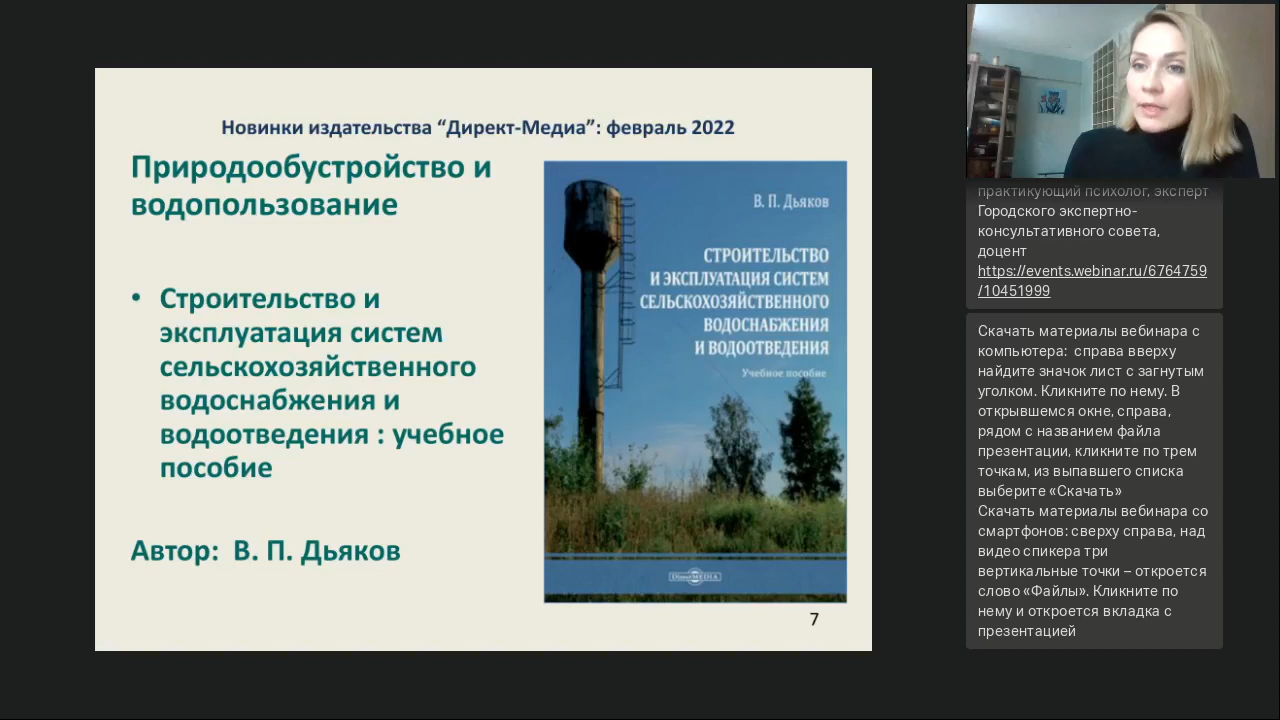 Новинки издательства “Директ-Медиа”: февраль 2022
Природообустройство и
водопользование
• Строительство и
эксплуатация систем
сельскохозяйственного
водоснабжения и
водоотведения : учебное
пособие
Автор:  В. П. Дьяков
В. П. Дьяков
СТРОИТЕЛЬСТВО
И ЭКСПЛУАТАЦИЯ СИСТЕМ
СЕЛЬСКОХОЗЯЙСТВЕННОГО
ВОДОСНАБЖЕНИЯ
И ВОДООТВЕДЕНИЯ
Учебное пособие
DirectMEDIA
7
практикующий психолог, эксперт
Городского экспертно-
консультативного совета,
доцент
https://events.webinar.ru/6764759
/10451999
Скачать материалы вебинара с
компьютера:  справа вверху
найдите значок лист с загнутым
уголком. Кликните по нему. В
открывшемся окне, справа,
рядом с названием файла
презентации, кликните по трем
точкам, из выпавшего списка
выберите «Скачать»
Скачать материалы вебинара со
смартфонов: сверху справа, над
видео спикера три
вертикальные точки – откроется
слово «Файлы». Кликните по
нему и откроется вкладка с
презентацией